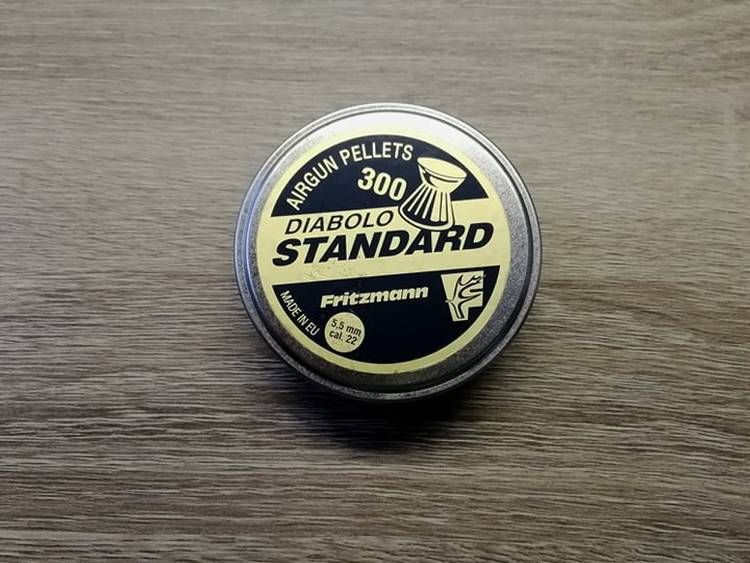 AIRGUN PELLETS
300
DIABOLO
STANDARD
Fritzmann
MADE IN EU
5,5 mm
cal. 22